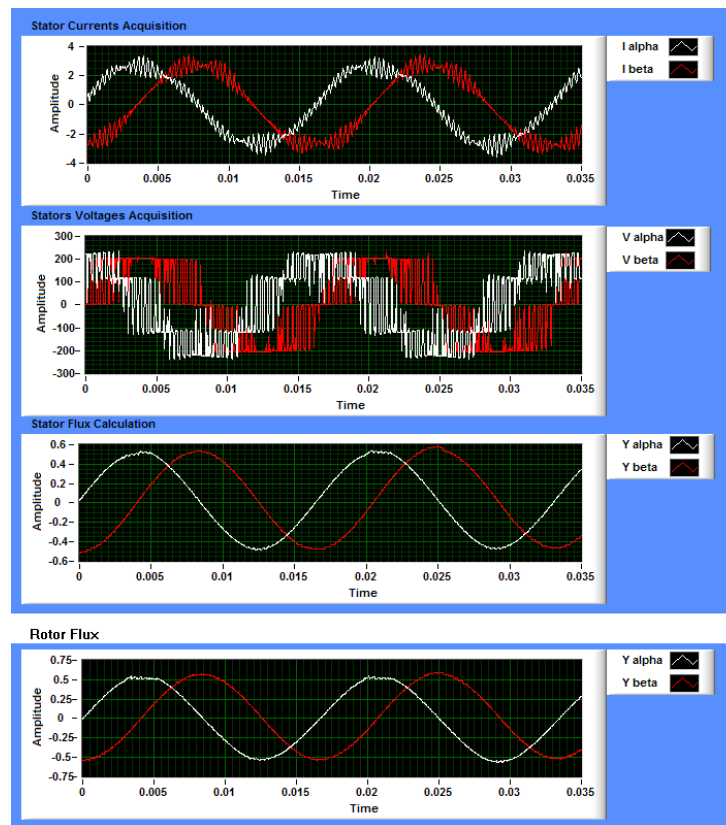 Stator Currents Acquisition
4
2
0
-2
-4
Amplitude
0 0.005 0.01 0.015 0.02 0.025 0.03 0.035
Time
I alpha
I beta
Stators Voltages Acquisition
300
200
100
0
-100
-200
-300
Amplitude
0 0.005 0.01 0.015 0.02 0.025 0.03 0.035
Time
V alpha
V beta
Stator Flux Calculation
0.6
0.4
0.2
0
-0.2
-0.4
-0.6
Amplitude
0 0.005 0.01 0.015 0.02 0.025 0.03 0.035
Time
Y alpha
Y beta
Rotor Flux
0.75
0.5
0.25
0
-0.25
-0.5
-0.75
Amplitude
0 0.005 0.01 0.015 0.02 0.025 0.03 0.035
Time
Y alpha
Y beta